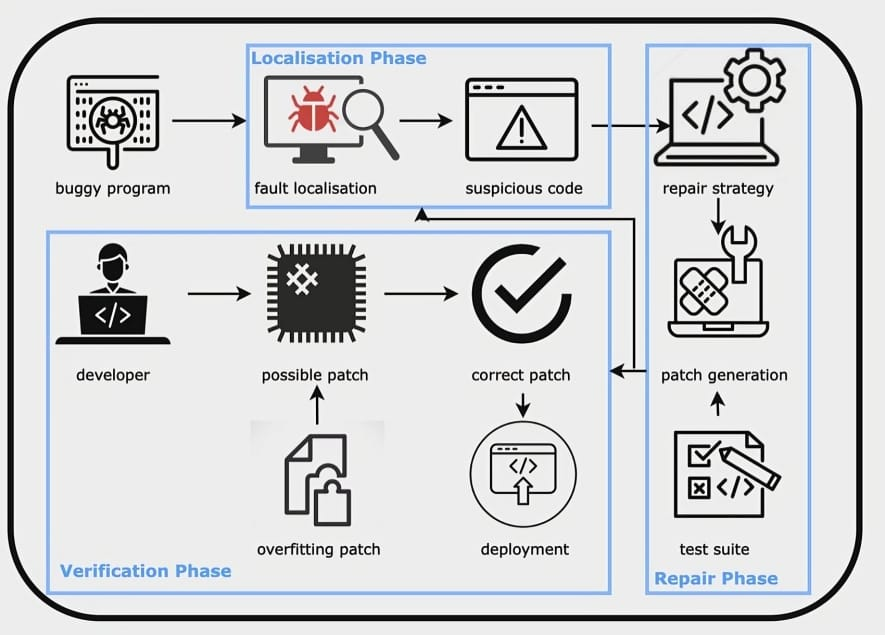 Localisation Phase
buggy program
fault localisation
suspicious code
repair strategy
</>
</>
developer
possible patch
correct patch
patch generation
</>
</>
overfitting patch
deployment
test suite
Verification Phase
Repair Phase